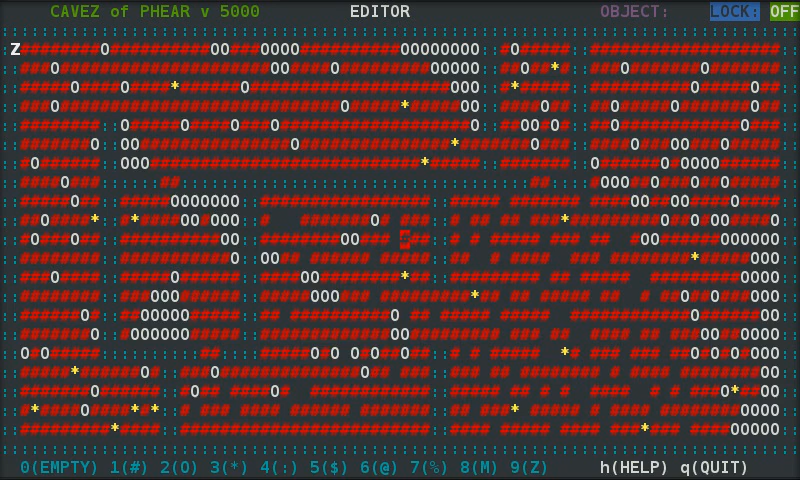 CAVEZ of PHEAR v 5000 EDITOR OBJECT: LOCK: OFF
0(EMPTY) 1(#) 2(O) 3(*) 4(:) 5($) 6(@) 7(%) 8(M) 9(Z) h(HELP) q(QUIT)